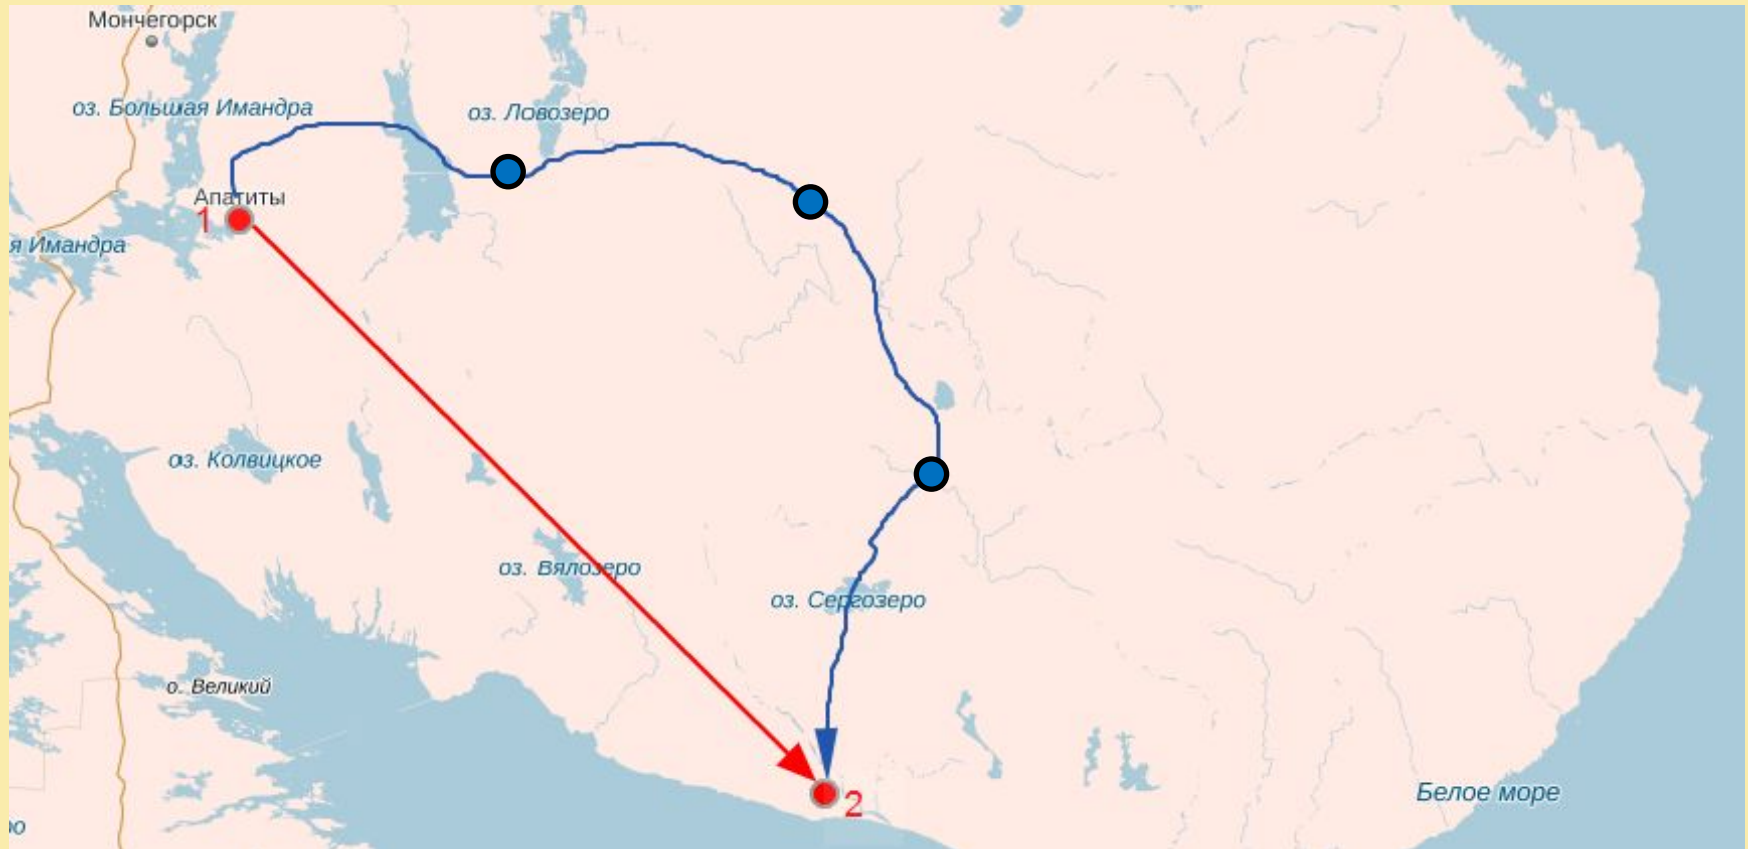 Мончегорск
оз. Большая Имандра
оз. Ловозеро
Апатиты
1
я Имандра
оз. Колвицкое
оз. Вялозеро
оз. Сергозеро
о. Великий
2
Белое море
ро